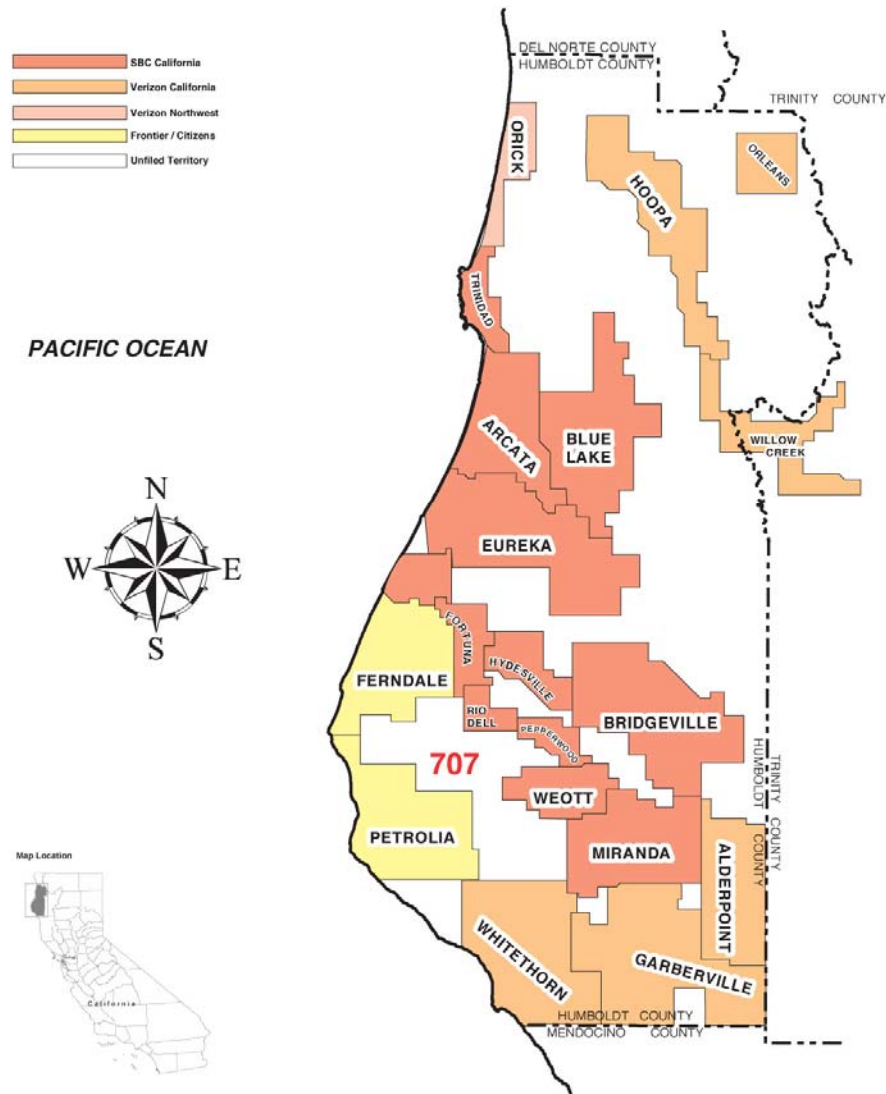 SBC California
Verizon California
Verizon Northwest
Frontier / Citizens
Unfiled Territory
DEL NORTE COUNTY
HUMBOLDT COUNTY
TRINITY COUNTY
ORICK
HOOPA
ORLEANS
TRINIDAD
PACIFIC OCEAN
ARCATA
BLUE
LAKE
WILLOW
CREEK
N
W
E
S
EUREKA
FORTUNA
HYDESVILLE
FERNDALE
RIO
DELL
PEPPERWOOD
BRIDGEVILLE
707
TRINITY COUNTY
HUMBOLDT COUNTY
WEOTT
PETROLIA
MIRANDA
ALDERPOINT
Map Location
California
WHITETHORN
GARBERVILLE
HUMBOLDT COUNTY
MENDOCINO COUNTY